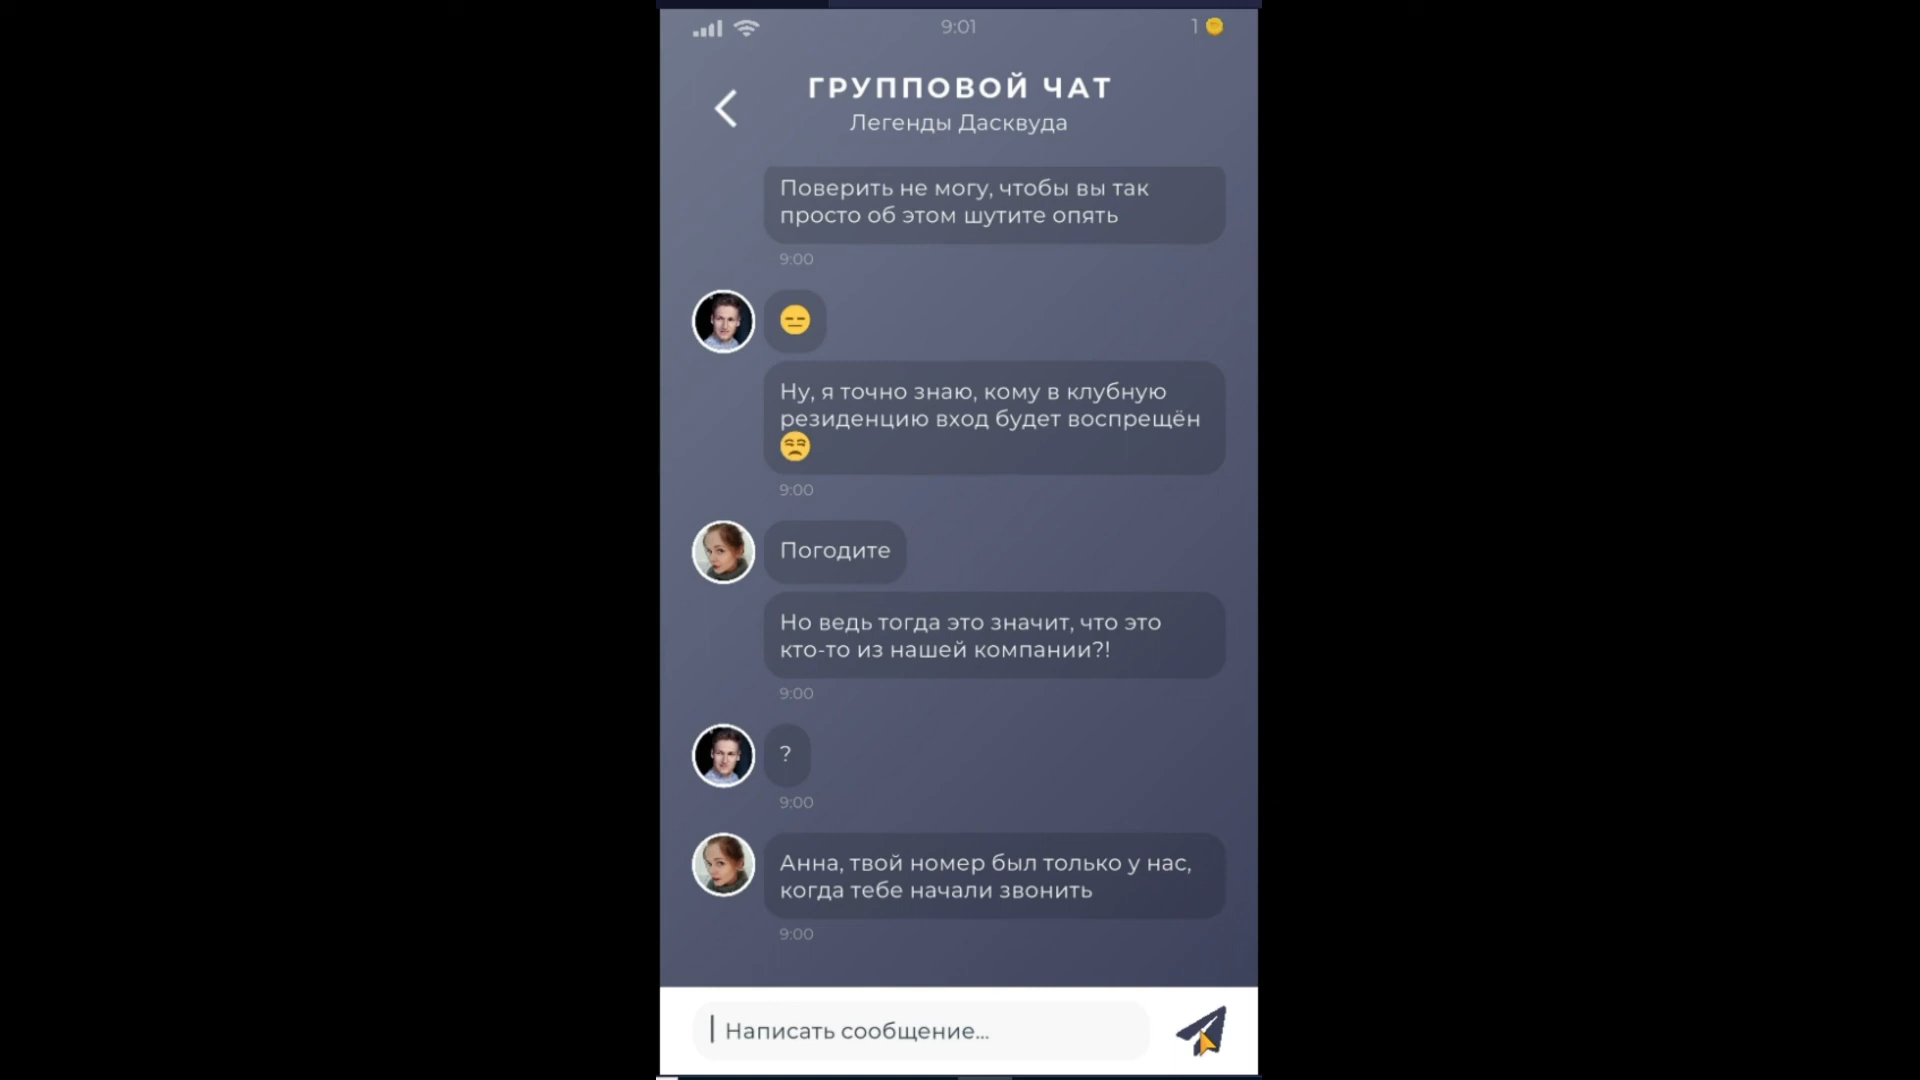 9:01
1
ГРУППОВОЙ ЧАТ
Легенды Дасквуда
Поверить не могу, чтобы вы так
просто об этом шутите опять
9:00
Ну, я точно знаю, кому в клубную
резиденцию вход будет воспрещён
9:00
Погодите
Но ведь тогда это значит, что это
кто-то из нашей компании?!
9:00
?
9:00
Анна, твой номер был только у нас,
когда тебе начали звонить
9:00
Написать сообщение...